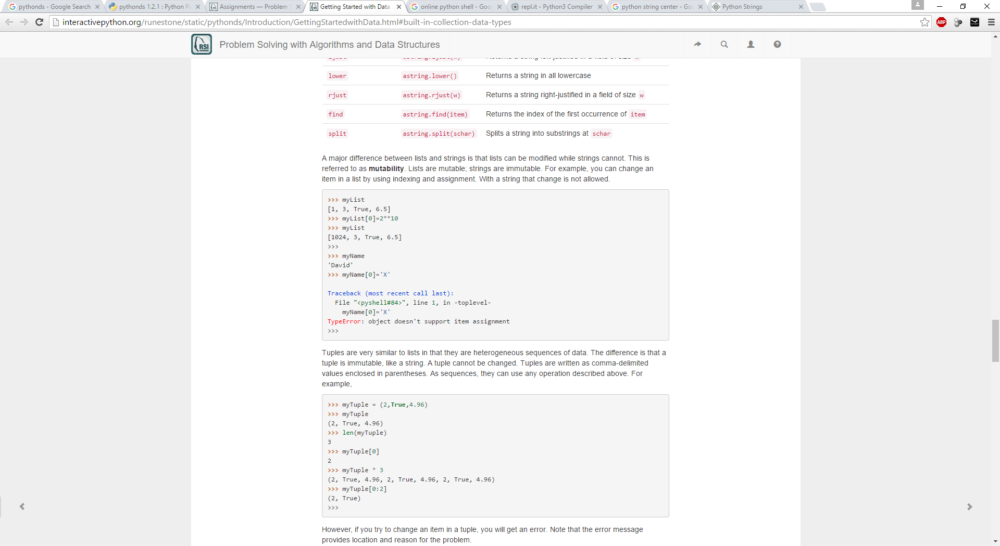 pythonds - Google Search
pythonds 1.2.1 : Python P
Assignments — Problem S
Getting Started with Data
online python shell - Goo
repl.it - Python3 Compiler
python string center - Go
Python Strings
interactivepython.org/runestone/static/pythonds/Introduction/GettingStartedwithData.html#built-in-collection-data-types
ABP
RSI
Problem Solving with Algorithms and Data Structures
lower astring.lower() Returns a string in all lowercase
rjust astring.rjust(w) Returns a string right-justified in a field of size w
find astring.find(item) Returns the index of the first occurrence of item
split astring.split(schar) Splits a string into substrings at schar
A major difference between lists and strings is that lists can be modified while strings cannot. This is
referred to as mutability. Lists are mutable; strings are immutable. For example, you can change an
item in a list by using indexing and assignment. With a string that change is not allowed.
>>> myList
[1, 3, True, 6.5]
>>> myList[0]=2**10
>>> myList
[1024, 3, True, 6.5]
>>>
>>> myName
'David'
>>> myName[0]='X'
Traceback (most recent call last):
File "<pyshell#84>", line 1, in -toplevel-
myName[0]='X'
TypeError: object doesn't support item assignment
>>>
Tuples are very similar to lists in that they are heterogeneous sequences of data. The difference is that a
tuple is immutable, like a string. A tuple cannot be changed. Tuples are written as comma-delimited
values enclosed in parentheses. As sequences, they can use any operation described above. For
example,
>>> myTuple = (2,True,4.96)
>>> myTuple
(2, True, 4.96)
>>> len(myTuple)
3
>>> myTuple[0]
2
>>> myTuple * 3
(2, True, 4.96, 2, True, 4.96, 2, True, 4.96)
>>> myTuple[0:2]
(2, True)
>>>
However, if you try to change an item in a tuple, you will get an error. Note that the error message
provides location and reason for the problem.